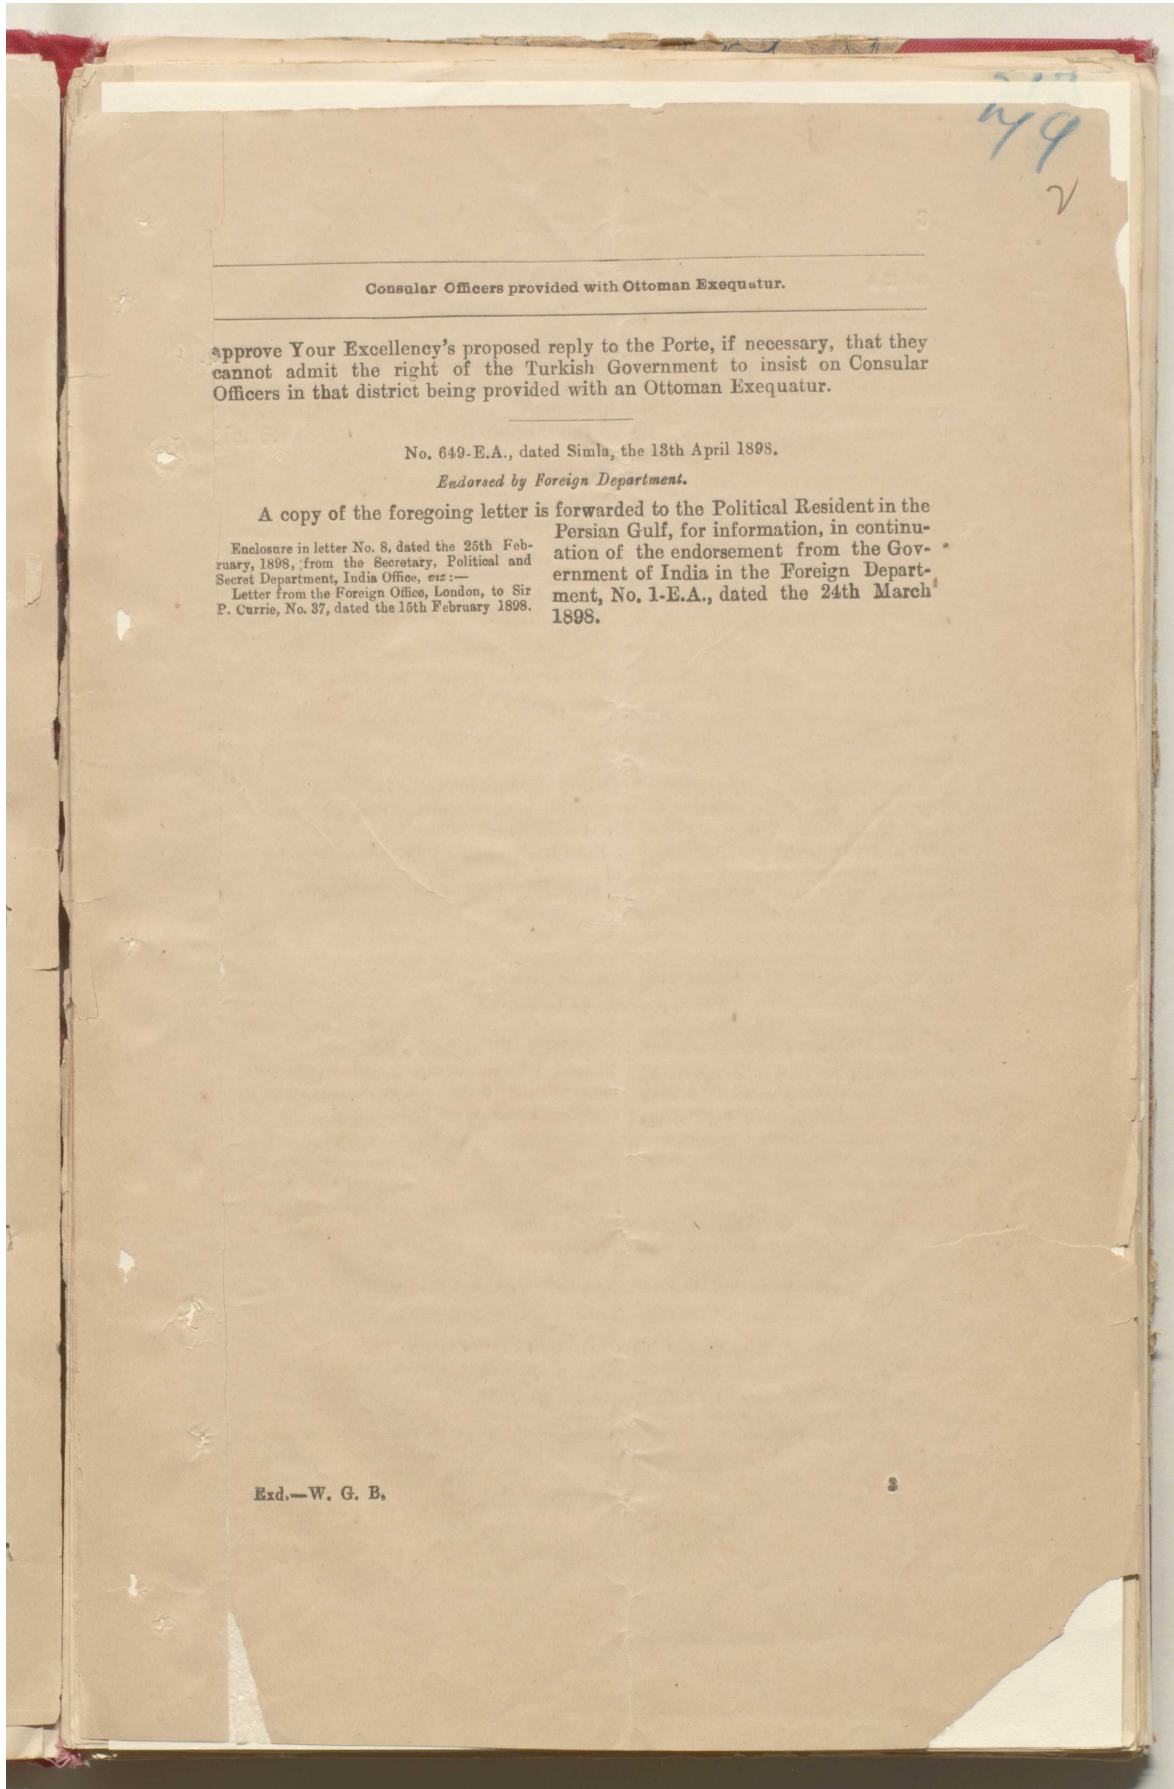 79
2
Consular Officers provided with Ottoman Exequatur.
approve Your Excellency's proposed reply to the Porte, if necessary, that they
cannot admit the right of the Turkish Government to insist on Consular
Officers in that district being provided with an Ottoman Exequatur.
No. 649-E.A., dated Simla, the 13th April 1898.
Endorsed by Foreign Department.
A copy of the foregoing letter is forwarded to the Political Resident in the
Persian Gulf, for information, in continu-
ation of the endorsement from the Gov-
ernment of India in the Foreign Depart-
ment, No. 1-E.A., dated the 24th March
1898.
Enclosure in letter No. 8, dated the 25th Feb-
ruary, 1898, from the Secretary, Political and
Secret Department, India Office, viz:—
Letter from the Foreign Office, London, to Sir
P. Currie, No. 37, dated the 15th February 1898.
Exd.—W. G. B.
3